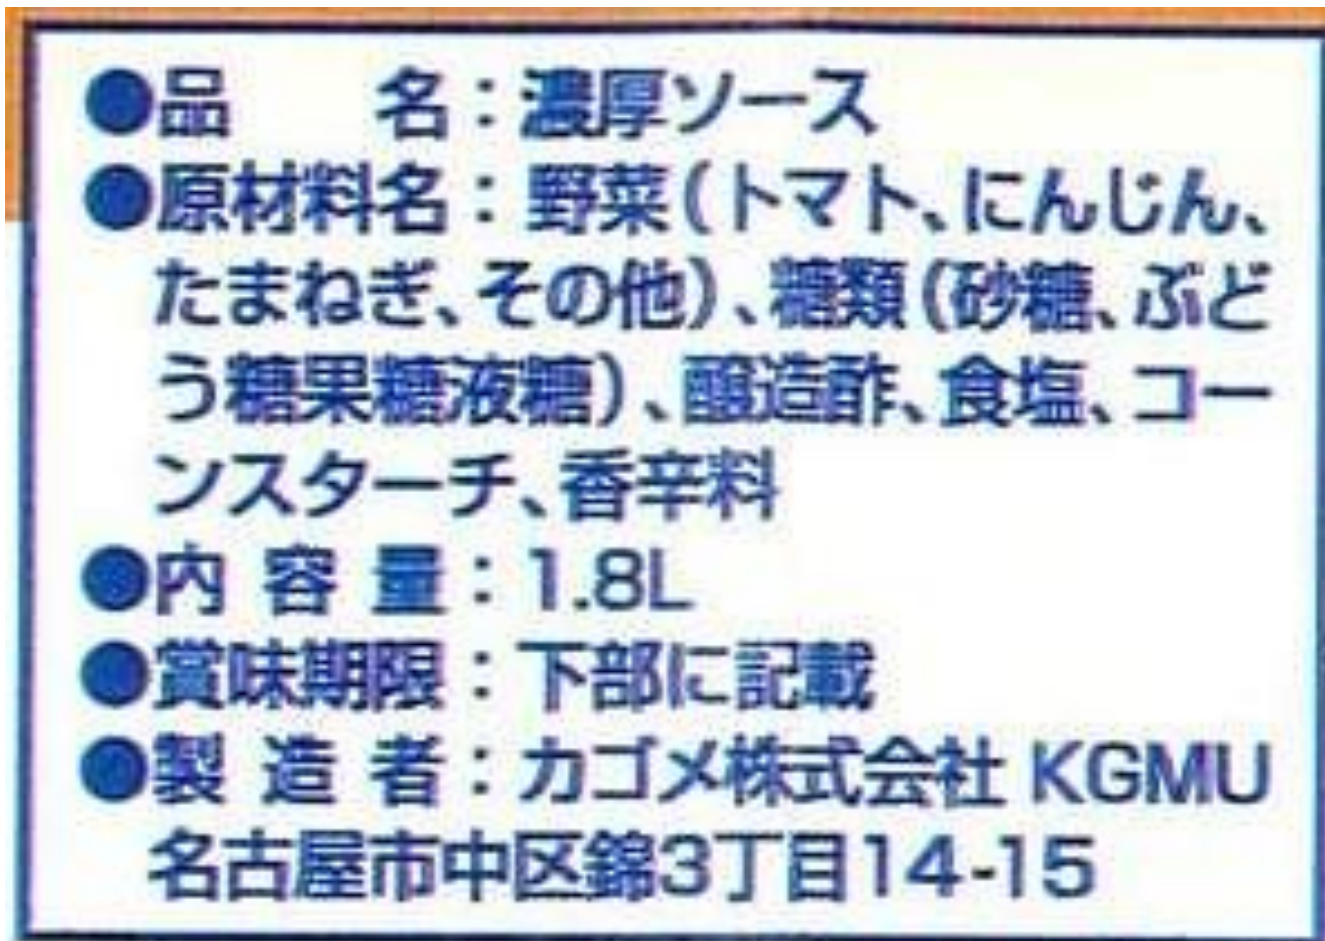 ●品　　名：濃厚ソース
●原材料名：野菜(トマト、にんじん、
たまねぎ、その他)、糖類(砂糖、ぶど
う糖果糖液糖)、醸造酢、食塩、コー
ンスターチ、香辛料
●内 容 量：1.8L
●賞味期限：下部に記載
●製 造 者：カゴメ株式会社 KGMU
名古屋市中区錦3丁目14-15